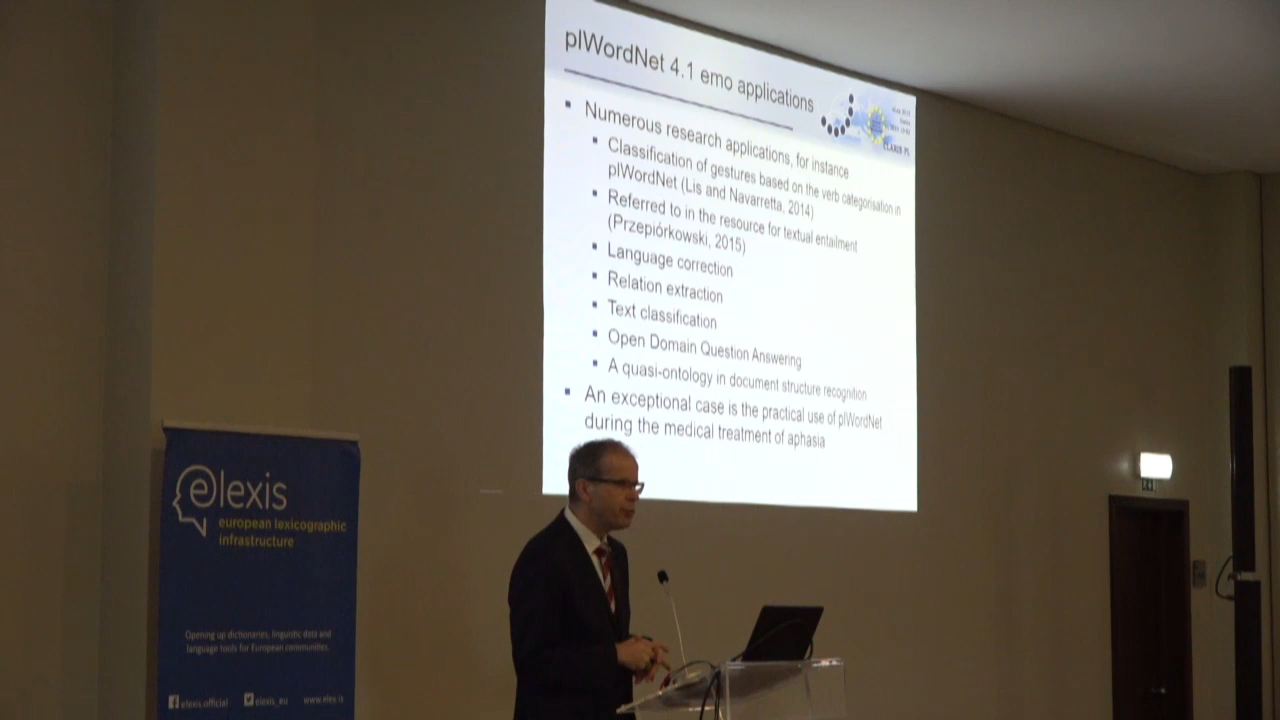 plWordNet 4.1 emo applications
Numerous research applications, for instance
Classification of gestures based on the verb categorisation in
plWordNet (Lis and Navarretta, 2014)
Referred to in the resource for textual entailment
(Przepiórkowski, 2015)
Language correction
Relation extraction
Text classification
Open Domain Question Answering
A quasi-ontology in document structure recognition
An exceptional case is the practical use of plWordNet
during the medical treatment of aphasia
CLARIN-PL
elexis
european lexicographic
infrastructure
Opening up dictionaries, linguistic data and
language tools for European communities.
elexis.official elexis_eu www.elex.is